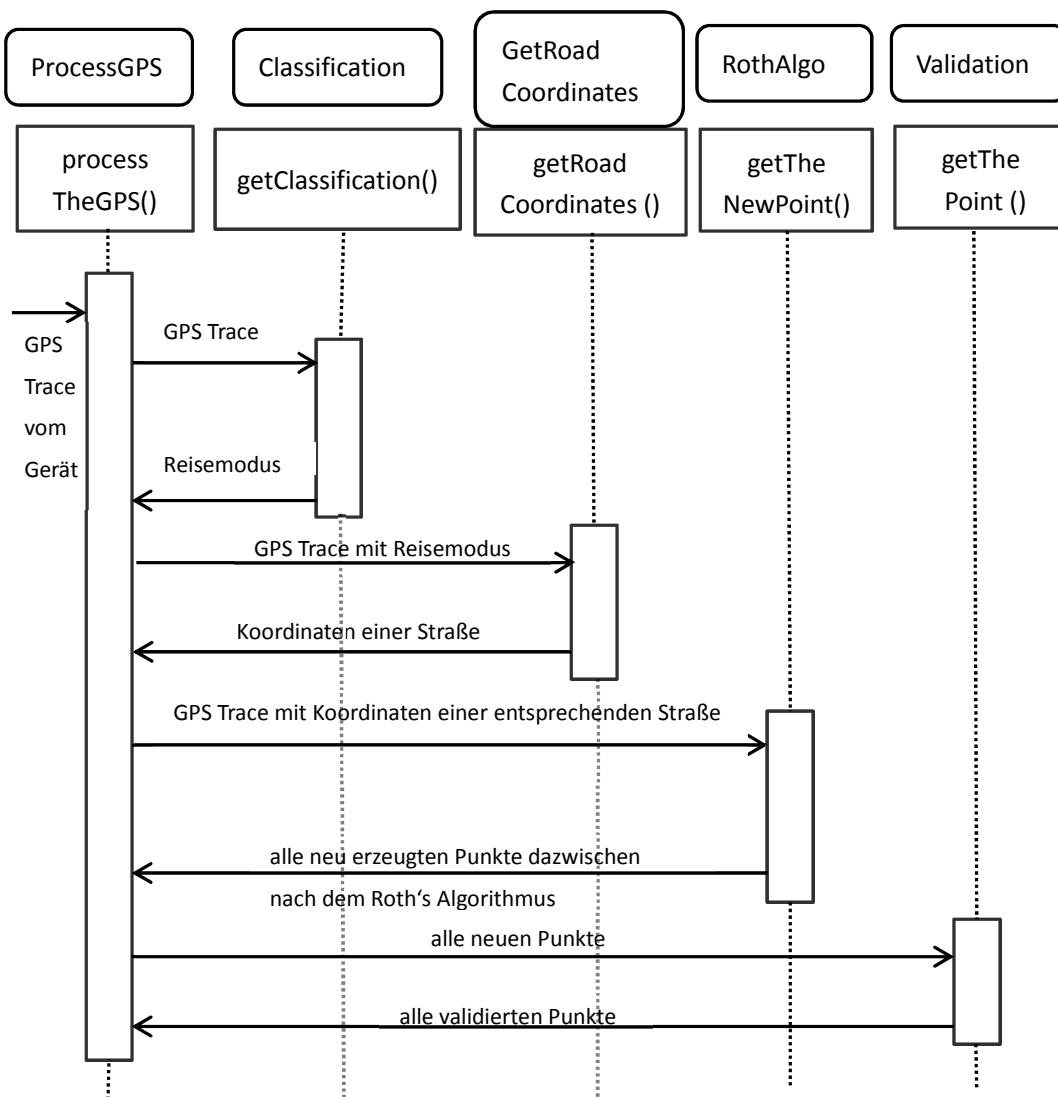 ProcessGPS
Classification
GetRoad
Coordinates
RothAlgo
Validation
process
TheGPS()
getClassification()
getRoad
Coordinates ()
getThe
NewPoint()
getThe
Point ()
GPS
Trace
vom
Gerät
GPS Trace
Reisemodus
GPS Trace mit Reisemodus
Koordinaten einer Straße
GPS Trace mit Koordinaten einer entsprechenden Straße
alle neu erzeugten Punkte dazwischen
nach dem Roth‘s Algorithmus
alle neuen Punkte
alle validierten Punkte